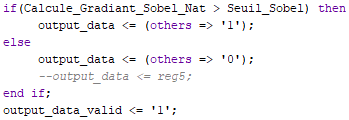 if(Calcule_Gradiant_Sobel_Nat > Seuil_Sobel) then
output_data <= (others => '1');
else
output_data <= (others => '0');
--output_data <= reg5;
end if;
output_data_valid <= '1';